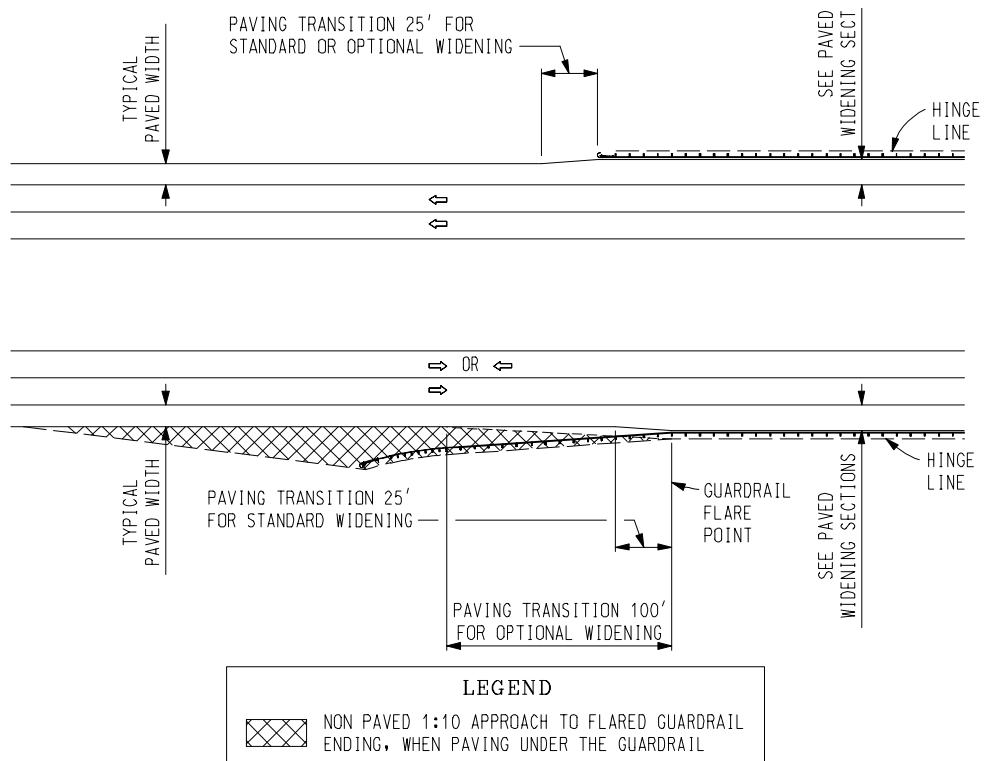 PAVING TRANSITION 25' FOR
STANDARD OR OPTIONAL WIDENING
TYPICAL
PAVED WIDTH
SEE PAVED
WIDENING SECT
HINGE
LINE
OR
TYPICAL
PAVED WIDTH
PAVING TRANSITION 25'
FOR STANDARD WIDENING
GUARDRAIL
FLARE
POINT
HINGE
LINE
SEE PAVED
WIDENING SECTIONS
PAVING TRANSITION 100'
FOR OPTIONAL WIDENING
LEGEND
NON PAVED 1:10 APPROACH TO FLARED GUARDRAIL
ENDING, WHEN PAVING UNDER THE GUARDRAIL